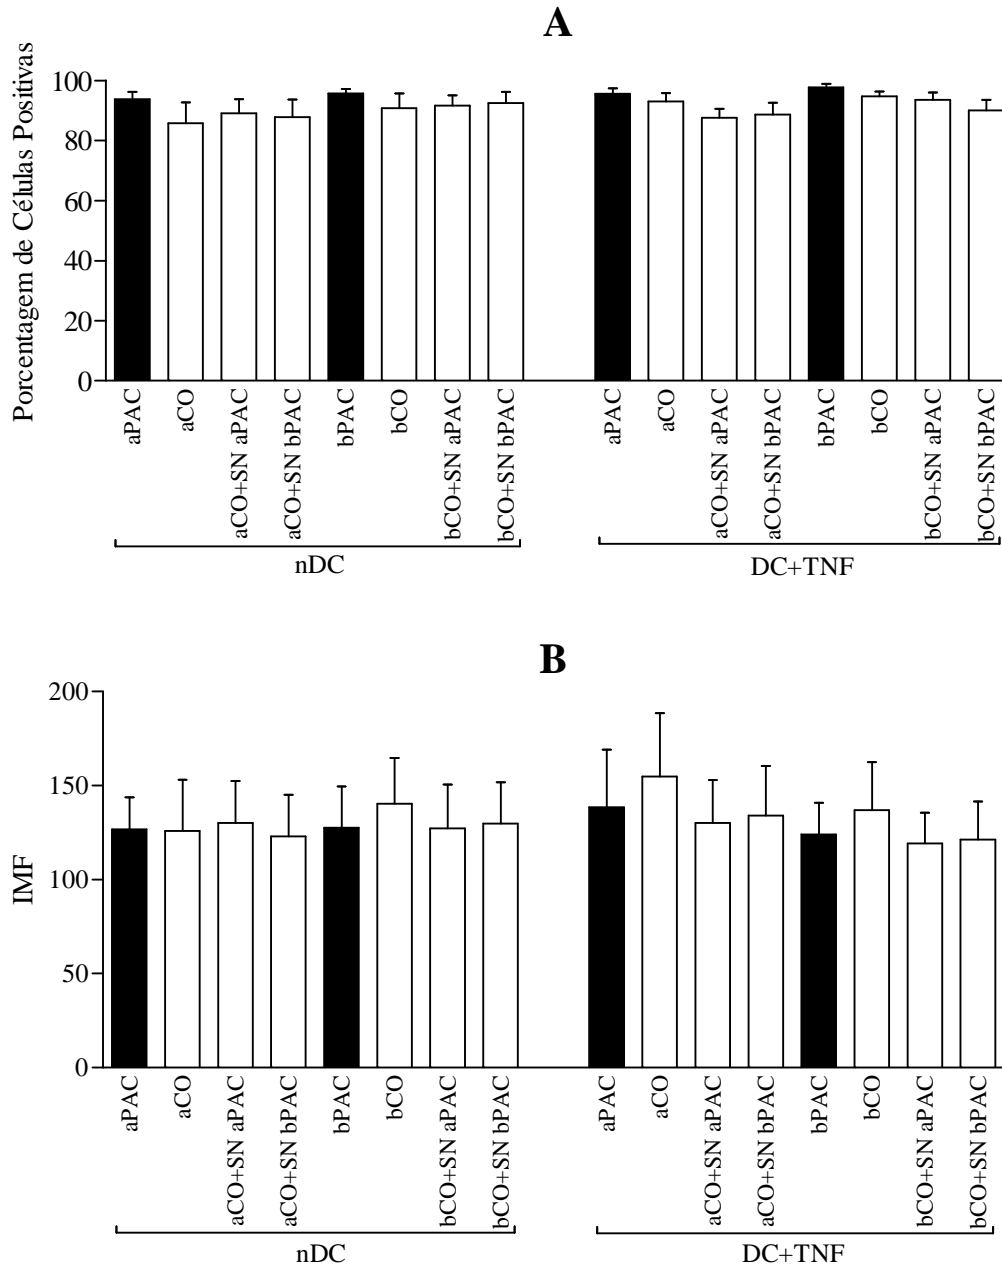 A
Porcentagem de Células Positivas
100
80
60
40
20
0
aPAC
aCO
aCO+SN aPAC
aCO+SN bPAC
bPAC
bCO
bCO+SN aPAC
bCO+SN bPAC
nDC
aPAC
aCO
aCO+SN aPAC
aCO+SN bPAC
bPAC
bCO
bCO+SN aPAC
bCO+SN bPAC
DC+TNF
B
IMF
200
150
100
50
0
aPAC
aCO
aCO+SN aPAC
aCO+SN bPAC
bPAC
bCO
bCO+SN aPAC
bCO+SN bPAC
nDC
aPAC
aCO
aCO+SN aPAC
aCO+SN bPAC
bPAC
bCO
bCO+SN aPAC
bCO+SN bPAC
DC+TNF